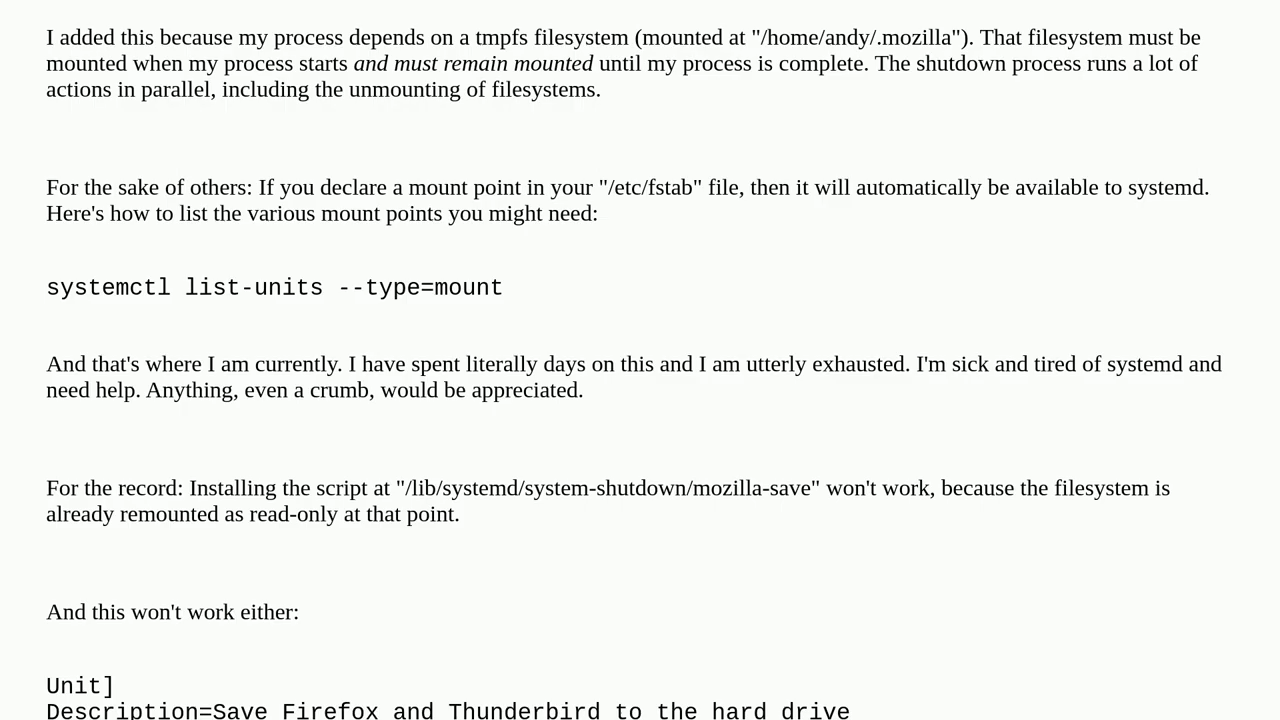 I added this because my process depends on a tmpfs filesystem (mounted at "/home/andy/.mozilla"). That filesystem must be
mounted when my process starts and must remain mounted until my process is complete. The shutdown process runs a lot of
actions in parallel, including the unmounting of filesystems.
For the sake of others: If you declare a mount point in your "/etc/fstab" file, then it will automatically be available to systemd.
Here's how to list the various mount points you might need:
systemctl list-units --type=mount
And that's where I am currently. I have spent literally days on this and I am utterly exhausted. I'm sick and tired of systemd and
need help. Anything, even a crumb, would be appreciated.
For the record: Installing the script at "/lib/systemd/system-shutdown/mozilla-save" won't work, because the filesystem is
already remounted as read-only at that point.
And this won't work either:
Unit]
Description=Save Firefox and Thunderbird to the hard drive